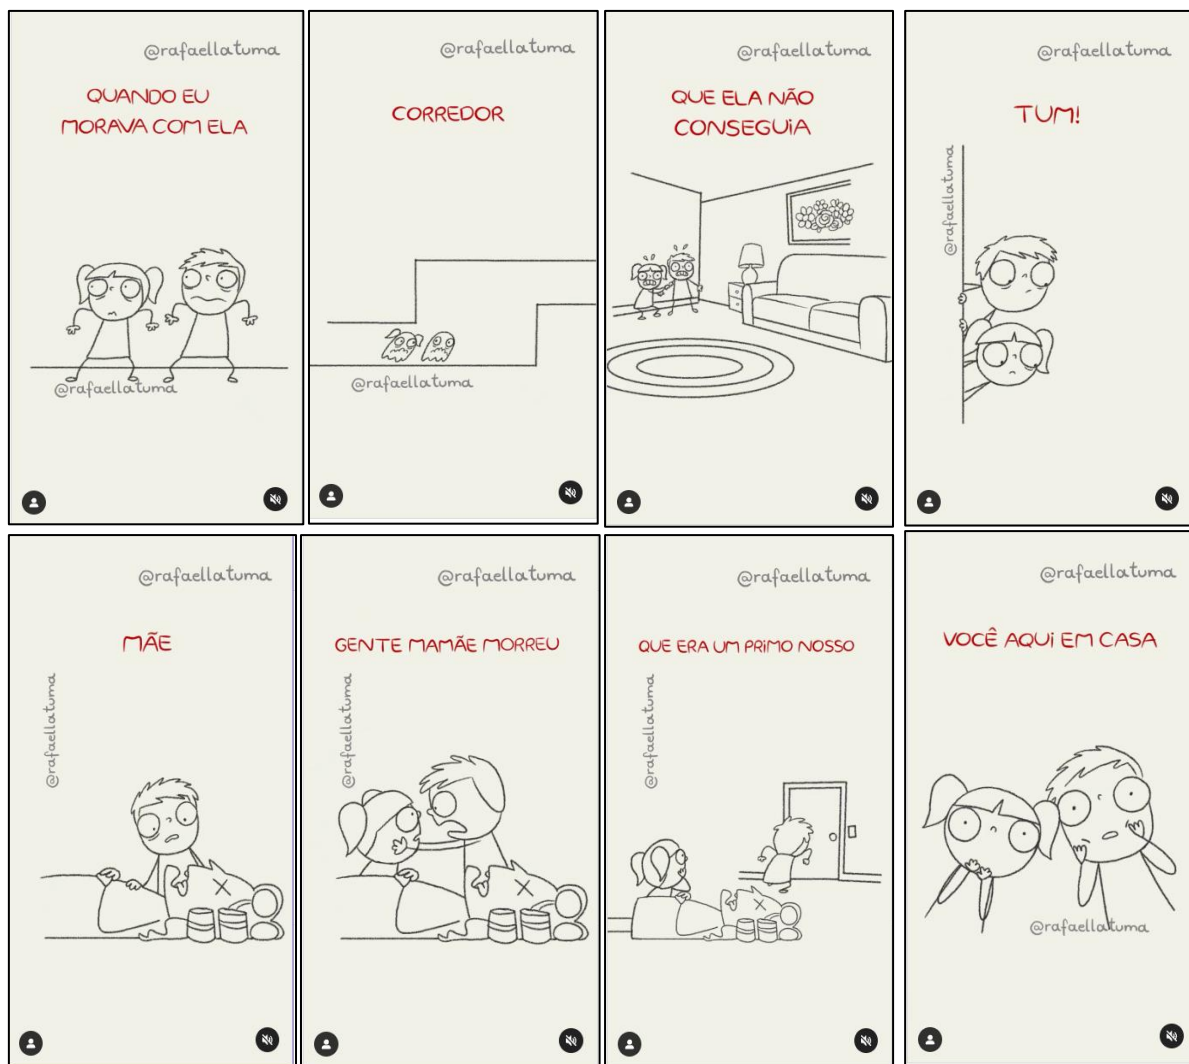 @rafaellatuma
QUANDO EU
MORAVA COM ELA
@rafaellatuma
@rafaellatuma
CORREDOR
@rafaellatuma
@rafaellatuma
QUE ELA NÃO
CONSEGUIA
@rafaellatuma
TUM!
@rafaellatuma
@rafaellatuma
MÃE
@rafaellatuma
@rafaellatuma
GENTE MAMÃE MORREU
@rafaellatuma
@rafaellatuma
QUE ERA UM PRIMO NOSSO
@rafaellatuma
@rafaellatuma
VOCÊ AQUI EM CASA
@rafaellatuma